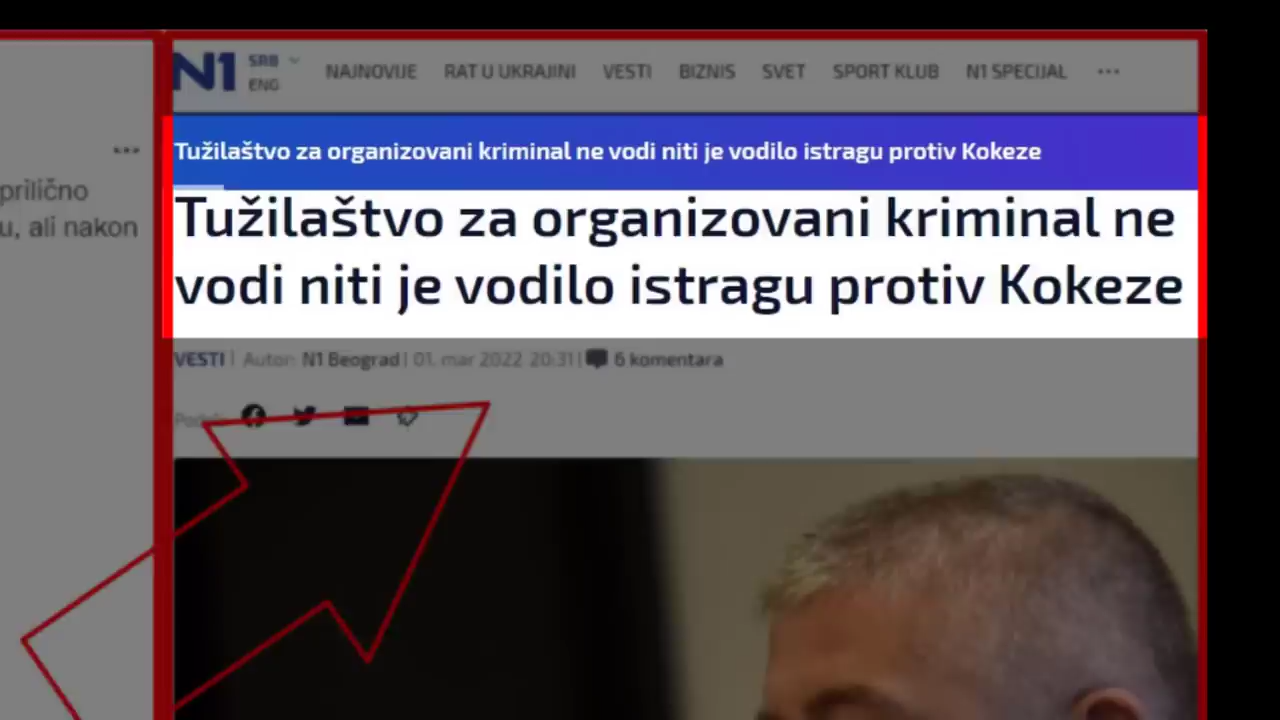 prilično
u, ali nakon
N1
SRB
ENG
NAJNOVIJE RAT U UKRAJINI VESTI BIZNIS SVET SPORT KLUB N1 SPECIJAL ...
Tužilaštvo za organizovani kriminal ne vodi niti je vodilo istragu protiv Kokeze
Tužilaštvo za organizovani kriminal ne
vodi niti je vodilo istragu protiv Kokeze
VESTI | Autor: N1 Beograd | 01. mar 2022 20:31 | 6 komentara